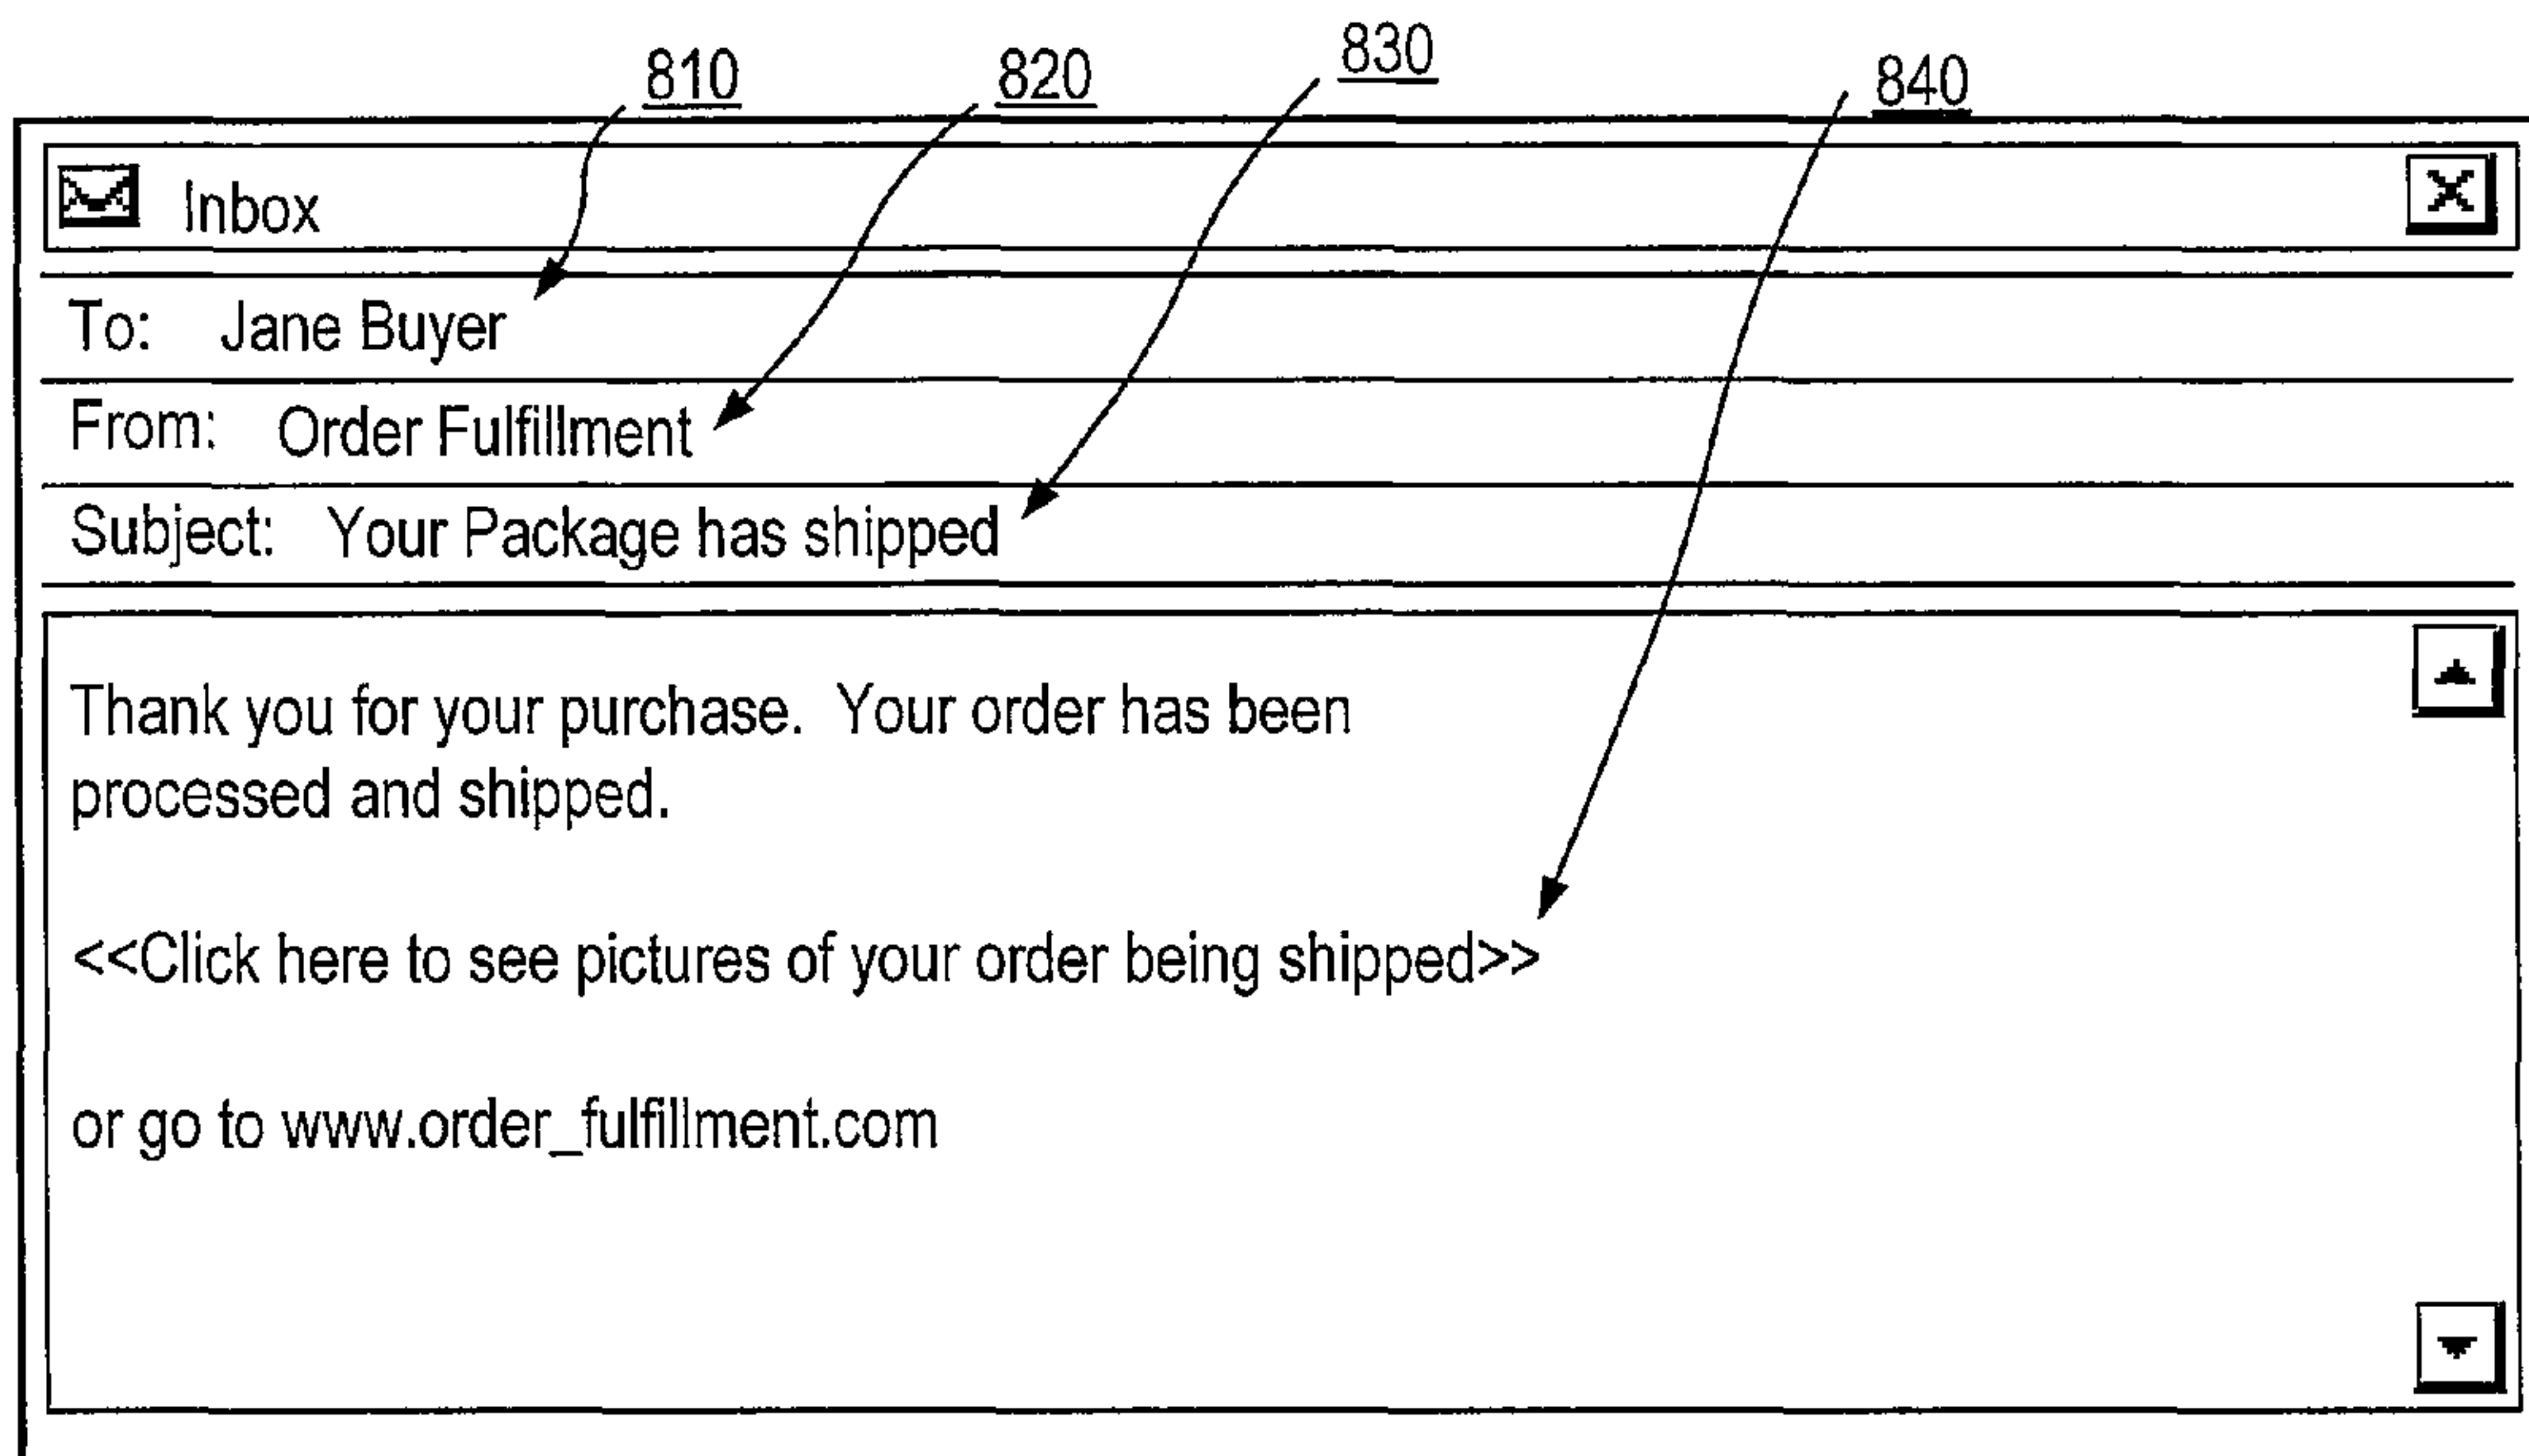 810 820 830 840
Inbox
To: Jane Buyer
From: Order Fulfillment
Subject: Your Package has shipped
Thank you for your purchase. Your order has been
processed and shipped.
<<Click here to see pictures of your order being shipped>>
or go to www.order_fulfillment.com